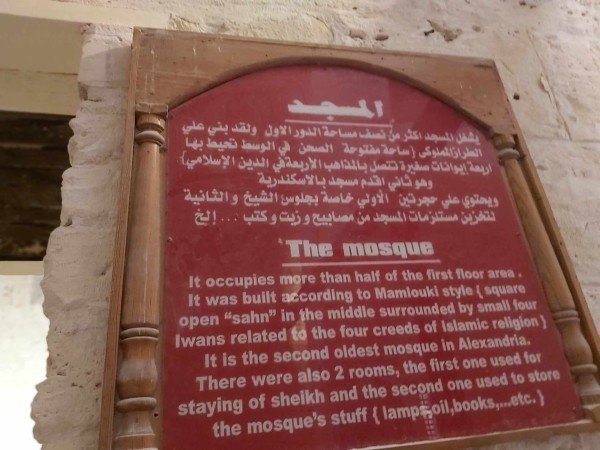 المسجد
يشغل المسجد اكثر من نصف مساحة الدور الاول ولقد بني علي
الطراز المملوكى (ساحة مفتوحة الصحن في الوسط تحيط بها
اربعة إيوانات صغيرة تتصل بالمذاهب الأربعة في الدين الإسلامي)
وهو ثاني اقدم مسجد بالاسكندرية
ويحتوي علي حجرتين الأولي خاصة بجلوس الشيخ و الثانية
لتخزين مستلزمات المسجد من مصابيح و زيت و كتب ... إلخ
The mosque
It occupies more than half of the first floor area .
It was built according to Mamlouki style { square
open “sahn” in the middle surrounded by small four
Iwans related to the four creeds of Islamic religion }
It is the second oldest mosque in Alexandria.
There were also 2 rooms, the first one used for
staying of sheikh and the second one used to store
the mosque's stuff { lamps,oil,books,...etc. }